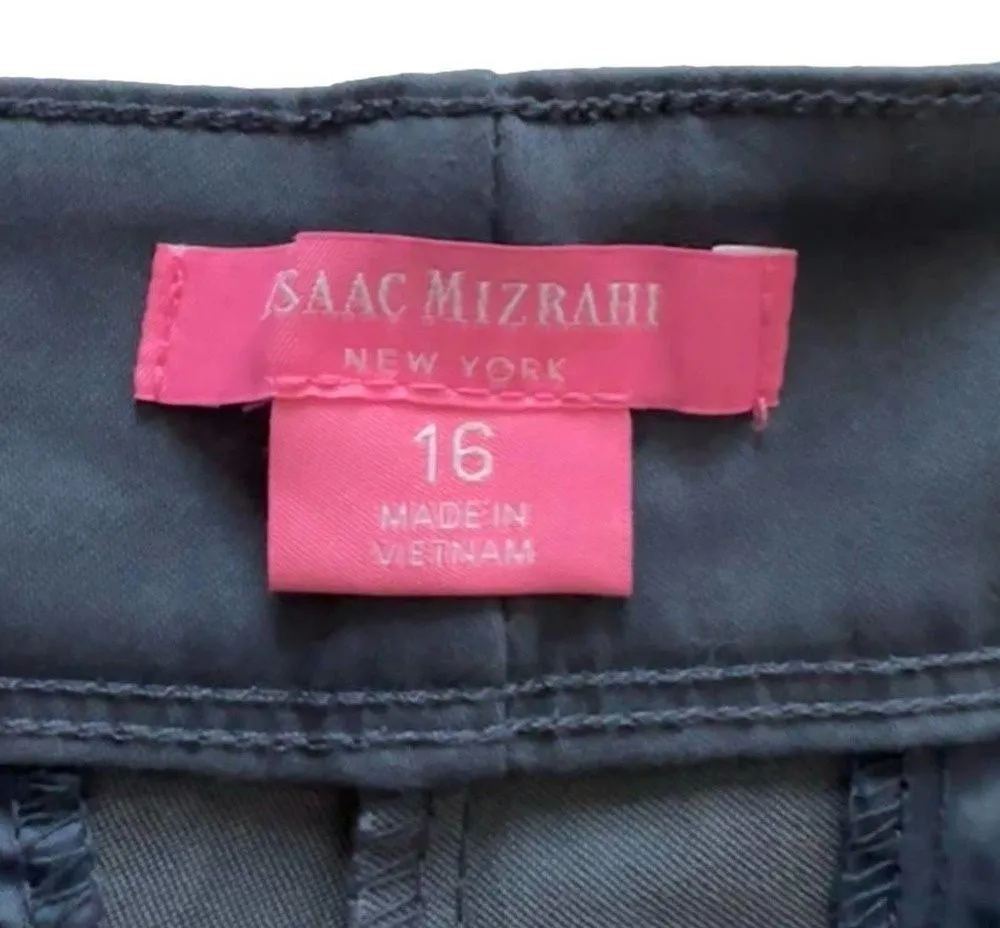 ISAAC MIZRAHI
NEW YORK
16
MADE IN
VIETNAM